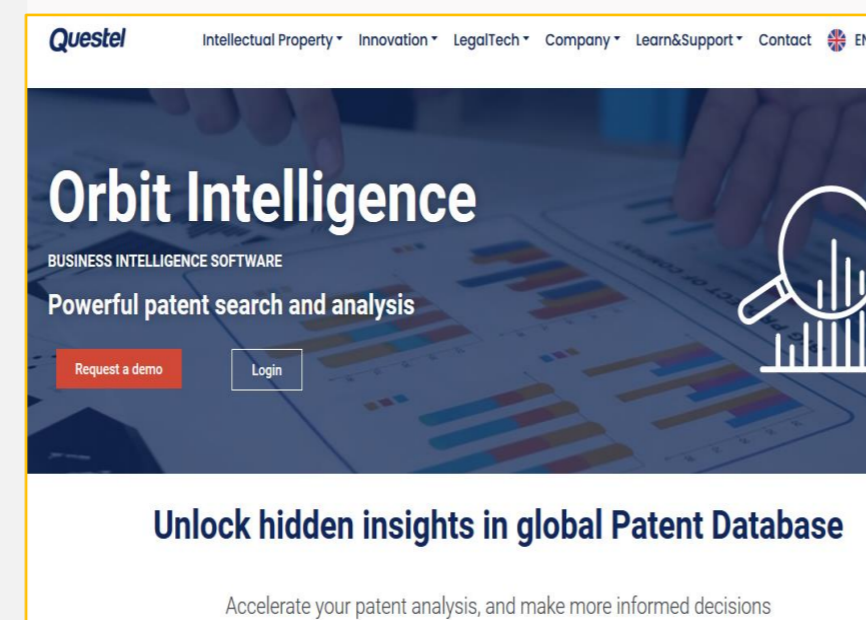 Questel
Intellectual Property Innovation LegalTech Company Learn&Support Contact
Orbit Intelligence
BUSINESS INTELLIGENCE SOFTWARE
Powerful patent search and analysis
Request a demo Login
Unlock hidden insights in global Patent Database
Accelerate your patent analysis, and make more informed decisions